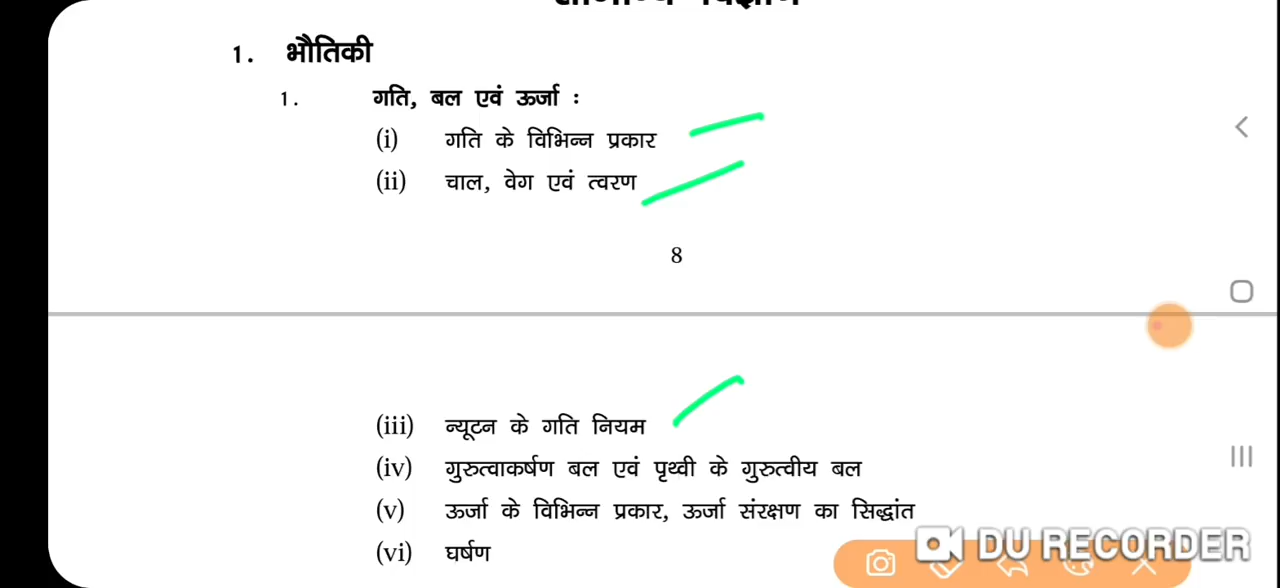 1. भौतिकी
1. गति, बल एवं ऊर्जा :
(i) गति के विभिन्न प्रकार
(ii) चाल, वेग एवं त्वरण
8
(iii) न्यूटन के गति नियम
(iv) गुरुत्वाकर्षण बल एवं पृथ्वी के गुरुत्वीय बल
(v) ऊर्जा के विभिन्न प्रकार, ऊर्जा संरक्षण का सिद्धांत
(vi) घर्षण
DU RECORDER